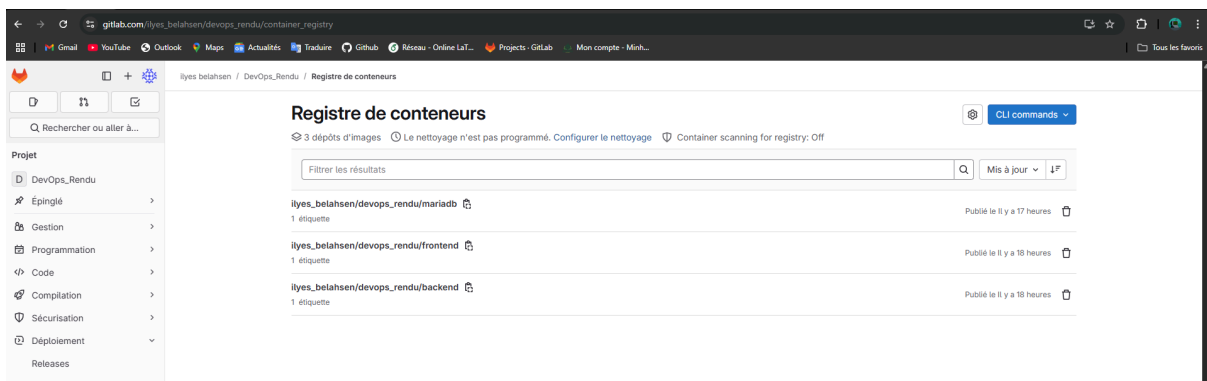 gitlab.com/ilyes_belahsen/devops_rendu/container_registry
Gmail YouTube Outlook Maps Actualités Traduire Github Réseau - Online LaT... Projects · GitLab Mon compte - Minh... Tous les favoris
ilyes belahsen / DevOps_Rendu / Registre de conteneurs
Rechercher ou aller à...
Projet
D DevOps_Rendu
Épinglé
Gestion
Programmation
Code
Compilation
Sécurisation
Déploiement
Releases
Registre de conteneurs
CLI commands
3 dépôts d'images Le nettoyage n'est pas programmé. Configurer le nettoyage Container scanning for registry: Off
Filtrer les résultats
Mis à jour
ilyes_belahsen/devops_rendu/mariadb
1 étiquette
Publié le Il y a 17 heures
ilyes_belahsen/devops_rendu/frontend
1 étiquette
Publié le Il y a 18 heures
ilyes_belahsen/devops_rendu/backend
1 étiquette
Publié le Il y a 18 heures